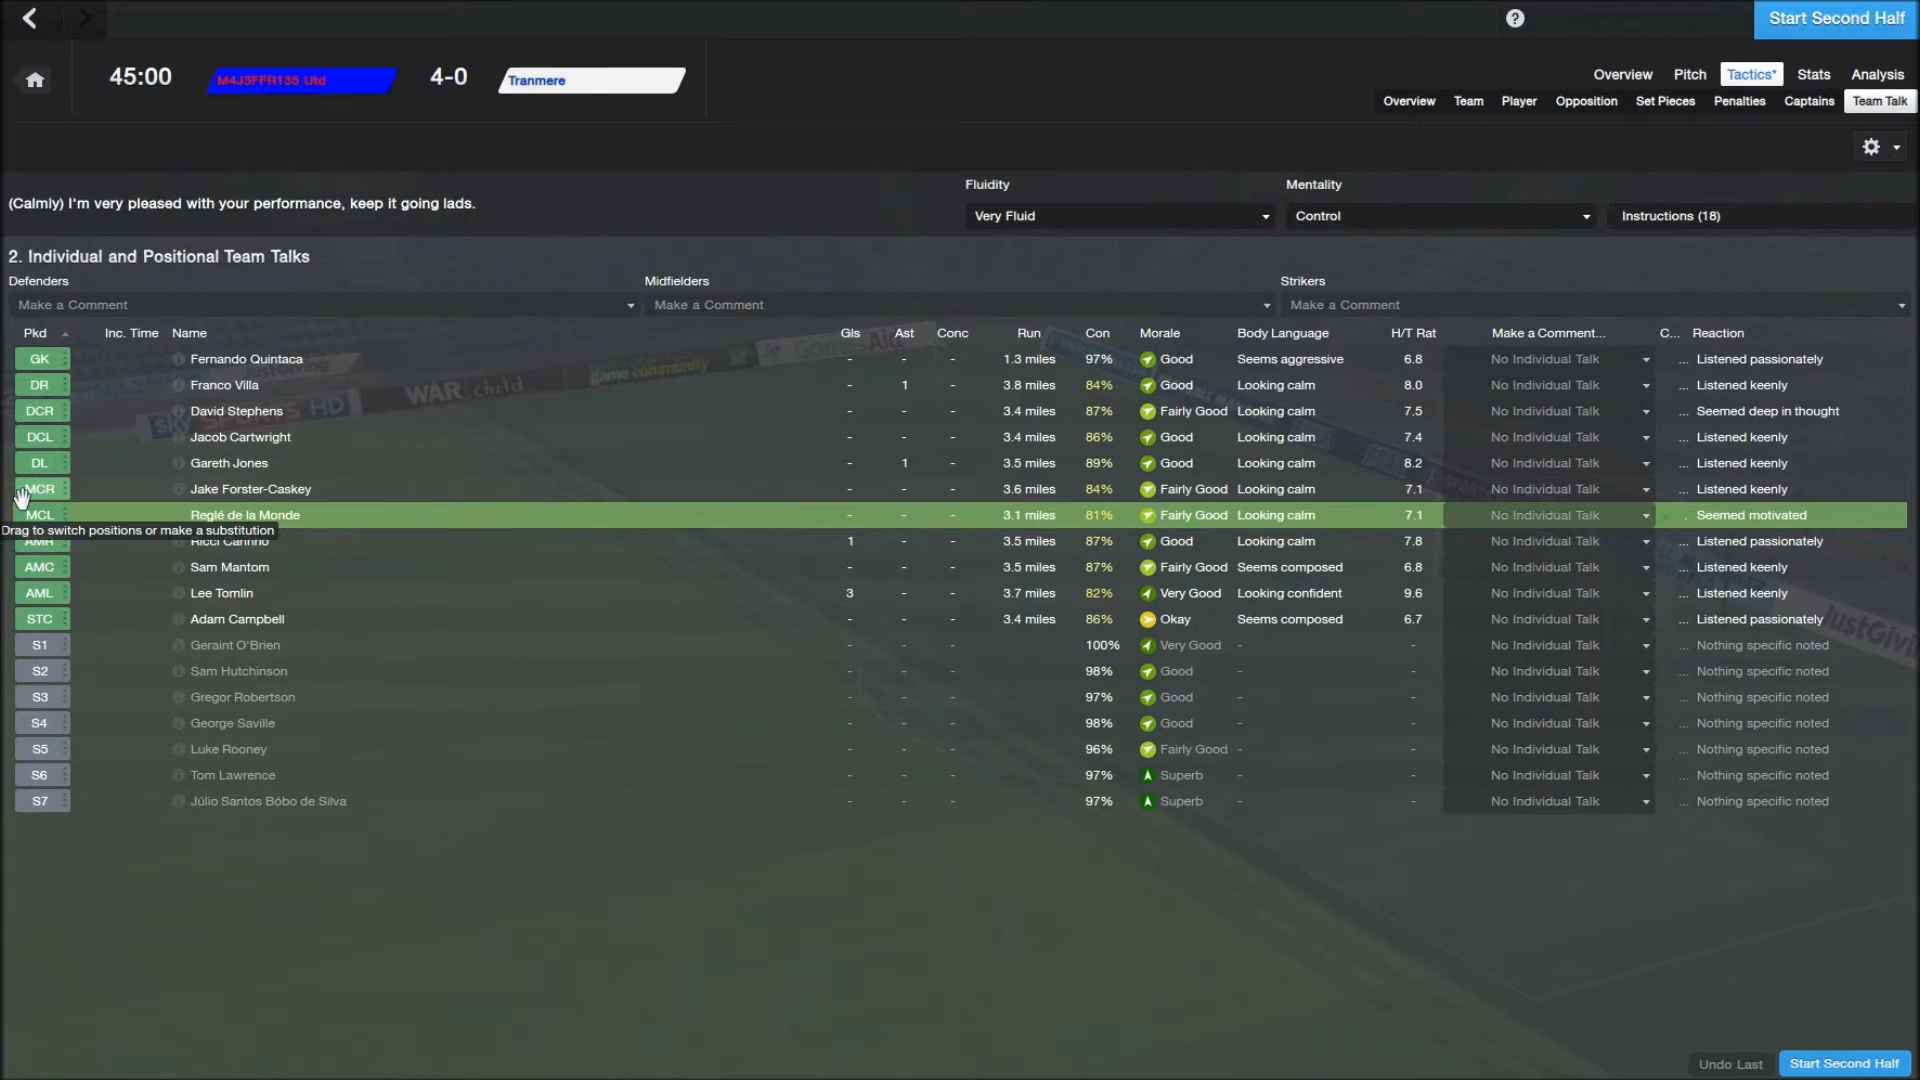 Start Second Half
45:00 M4J3FFR135 Utd 4-0 Tranmere
Overview Pitch Tactics* Stats Analysis
Overview Team Player Opposition Set Pieces Penalties Captains Team Talk
Fluidity Mentality
(Calmly) I'm very pleased with your performance, keep it going lads.
Very Fluid Control Instructions (18)
2. Individual and Positional Team Talks
Defenders Midfielders Strikers
Make a Comment Make a Comment Make a Comment
Pkd Inc. Time Name Gls Ast Conc Run Con Morale Body Language H/T Rat Make a Comment... C... Reaction
GK Fernando Quintaca - - - 1.3 miles 97% Good Seems aggressive 6.8 No Individual Talk ... Listened passionately
DR Franco Villa - 1 - 3.8 miles 84% Good Looking calm 8.0 No Individual Talk ... Listened keenly
DCR David Stephens - - - 3.4 miles 87% Fairly Good Looking calm 7.5 No Individual Talk ... Seemed deep in thought
DCL Jacob Cartwright - - - 3.4 miles 86% Good Looking calm 7.4 No Individual Talk ... Listened keenly
DL Gareth Jones - 1 - 3.5 miles 89% Good Looking calm 8.2 No Individual Talk ... Listened keenly
MCR Jake Forster-Caskey - - - 3.6 miles 84% Fairly Good Looking calm 7.1 No Individual Talk ... Listened keenly
MCL Reglé de la Monde - - - 3.1 miles 81% Fairly Good Looking calm 7.1 No Individual Talk . Seemed motivated
Drag to switch positions or make a substitution
AMR Ricci Carrino 1 - - 3.5 miles 87% Good Looking calm 7.8 No Individual Talk ... Listened passionately
AMC Sam Mantom - - - 3.5 miles 87% Fairly Good Seems composed 6.8 No Individual Talk ... Listened keenly
AML Lee Tomlin 3 - - 3.7 miles 82% Very Good Looking confident 9.6 No Individual Talk ... Listened keenly
STC Adam Campbell - - - 3.4 miles 86% Okay Seems composed 6.7 No Individual Talk ... Listened passionately
S1 Geraint O'Brien - - - 100% Very Good - - No Individual Talk ... Nothing specific noted
S2 Sam Hutchinson - - - 98% Good - - No Individual Talk ... Nothing specific noted
S3 Gregor Robertson - - - 97% Good - - No Individual Talk ... Nothing specific noted
S4 George Saville - - - 98% Good - - No Individual Talk ... Nothing specific noted
S5 Luke Rooney - - - 96% Fairly Good - - No Individual Talk ... Nothing specific noted
S6 Tom Lawrence - - - 97% Superb - - No Individual Talk ... Nothing specific noted
S7 Júlio Santos Bóbo de Silva - - - 97% Superb - - No Individual Talk ... Nothing specific noted
JustGiving
WAR child
game community
GamesAid
sky SPORTS HD
JustGivi
Undo Last Start Second Half